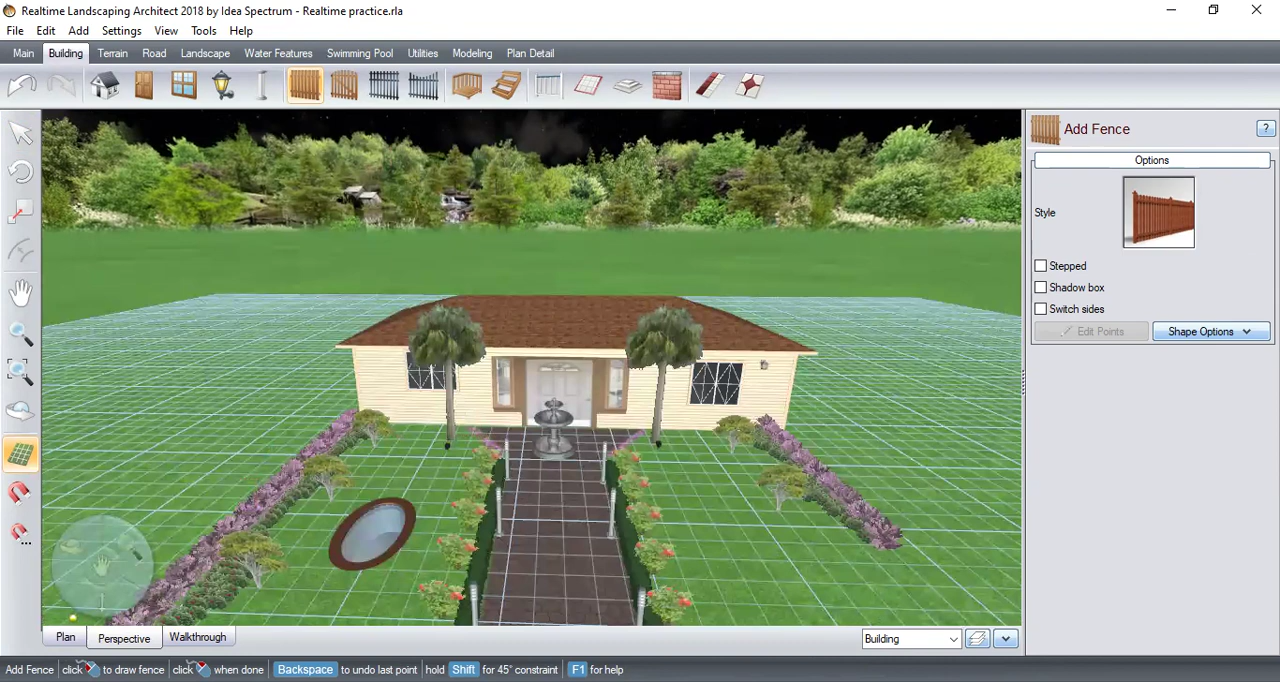 Realtime Landscaping Architect 2018 by Idea Spectrum - Realtime practice.rla
File Edit Add Settings View Tools Help
Main Building Terrain Road Landscape Water Features Swimming Pool Utilities Modeling Plan Detail
Add Fence ?
Options
Style
Stepped
Shadow box
Switch sides
Edit Points Shape Options
Plan Perspective Walkthrough Building
Add Fence click to draw fence click when done Backspace to undo last point hold Shift for 45° constraint F1 for help